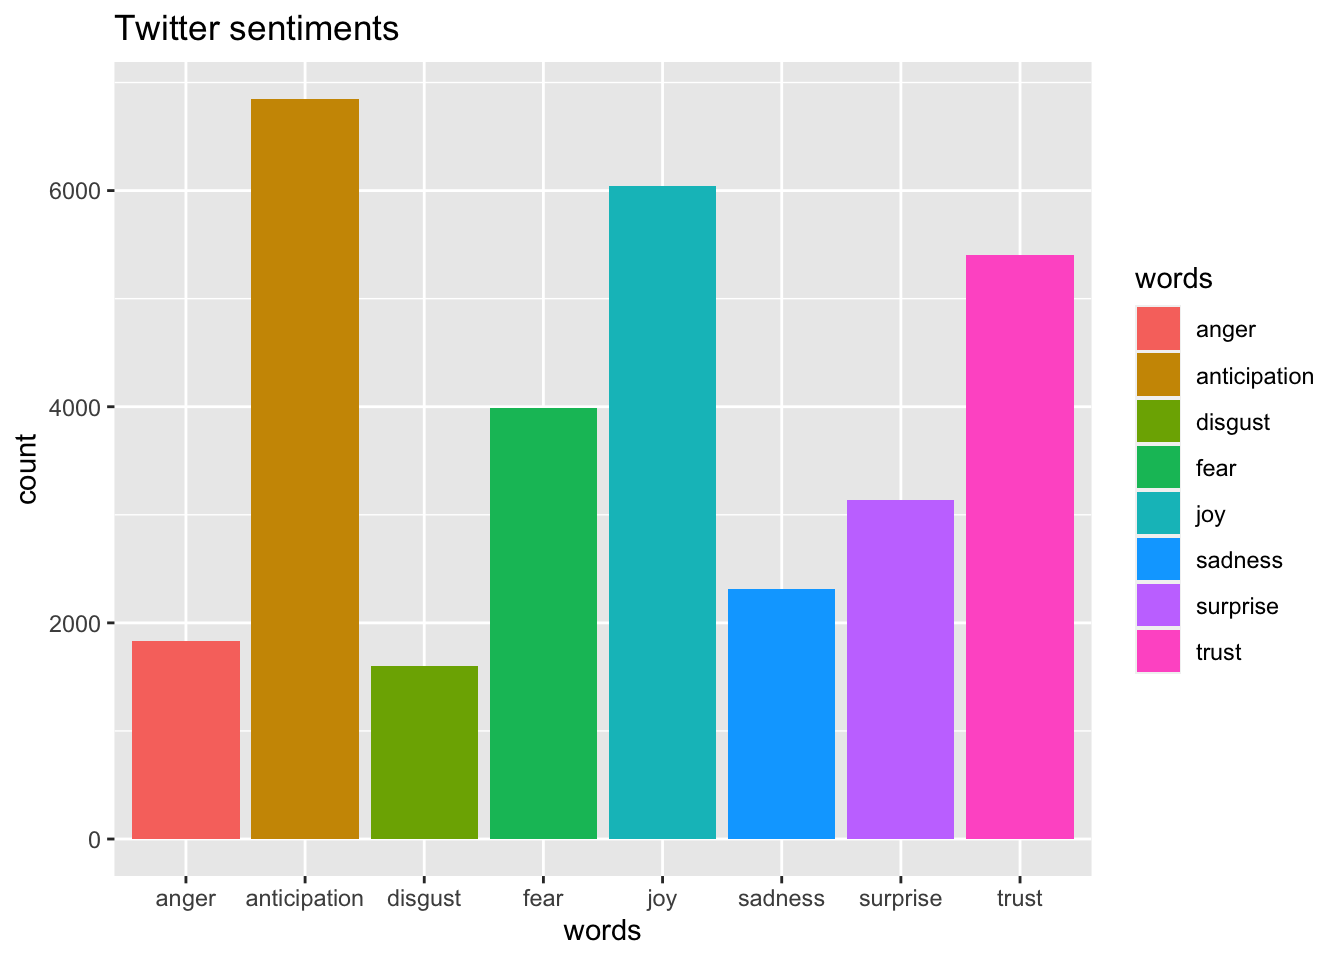 Twitter sentiments
count
6000
4000
2000
0
anger anticipation disgust fear joy sadness surprise trust
words
words
anger
anticipation
disgust
fear
joy
sadness
surprise
trust